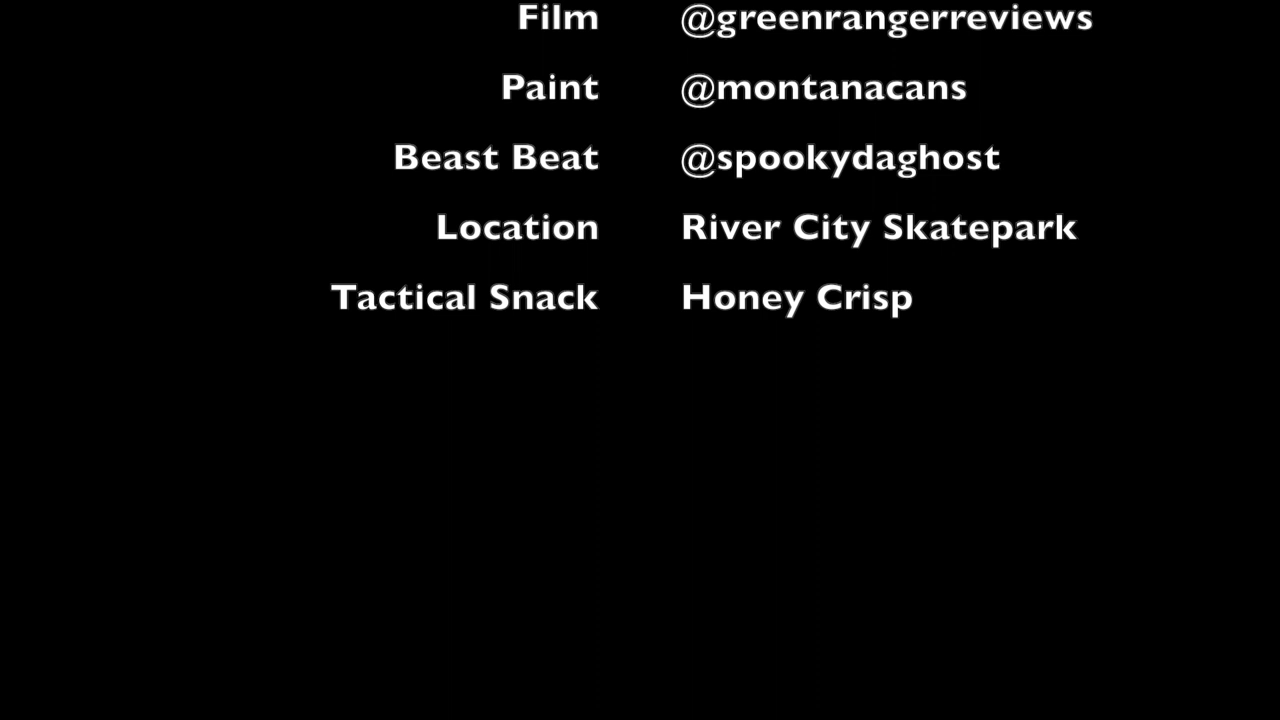 Film @greenrangerreviews
Paint @montanacans
Beast Beat @spookydaghost
Location River City Skatepark
Tactical Snack Honey Crisp